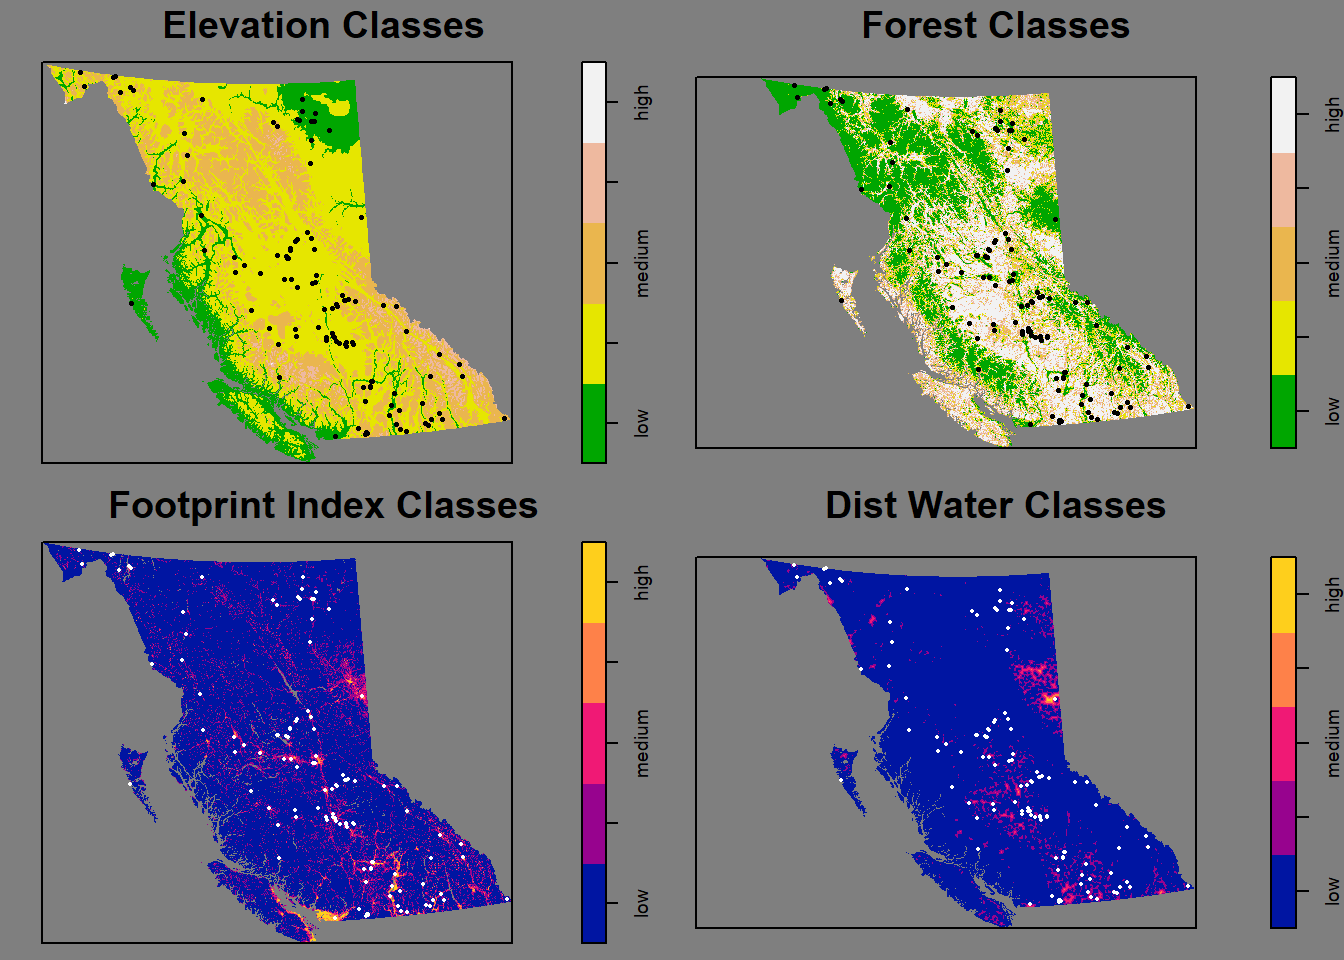 Elevation Classes
high
medium
low
Forest Classes
high
medium
low
Footprint Index Classes
high
medium
low
Dist Water Classes
high
medium
low